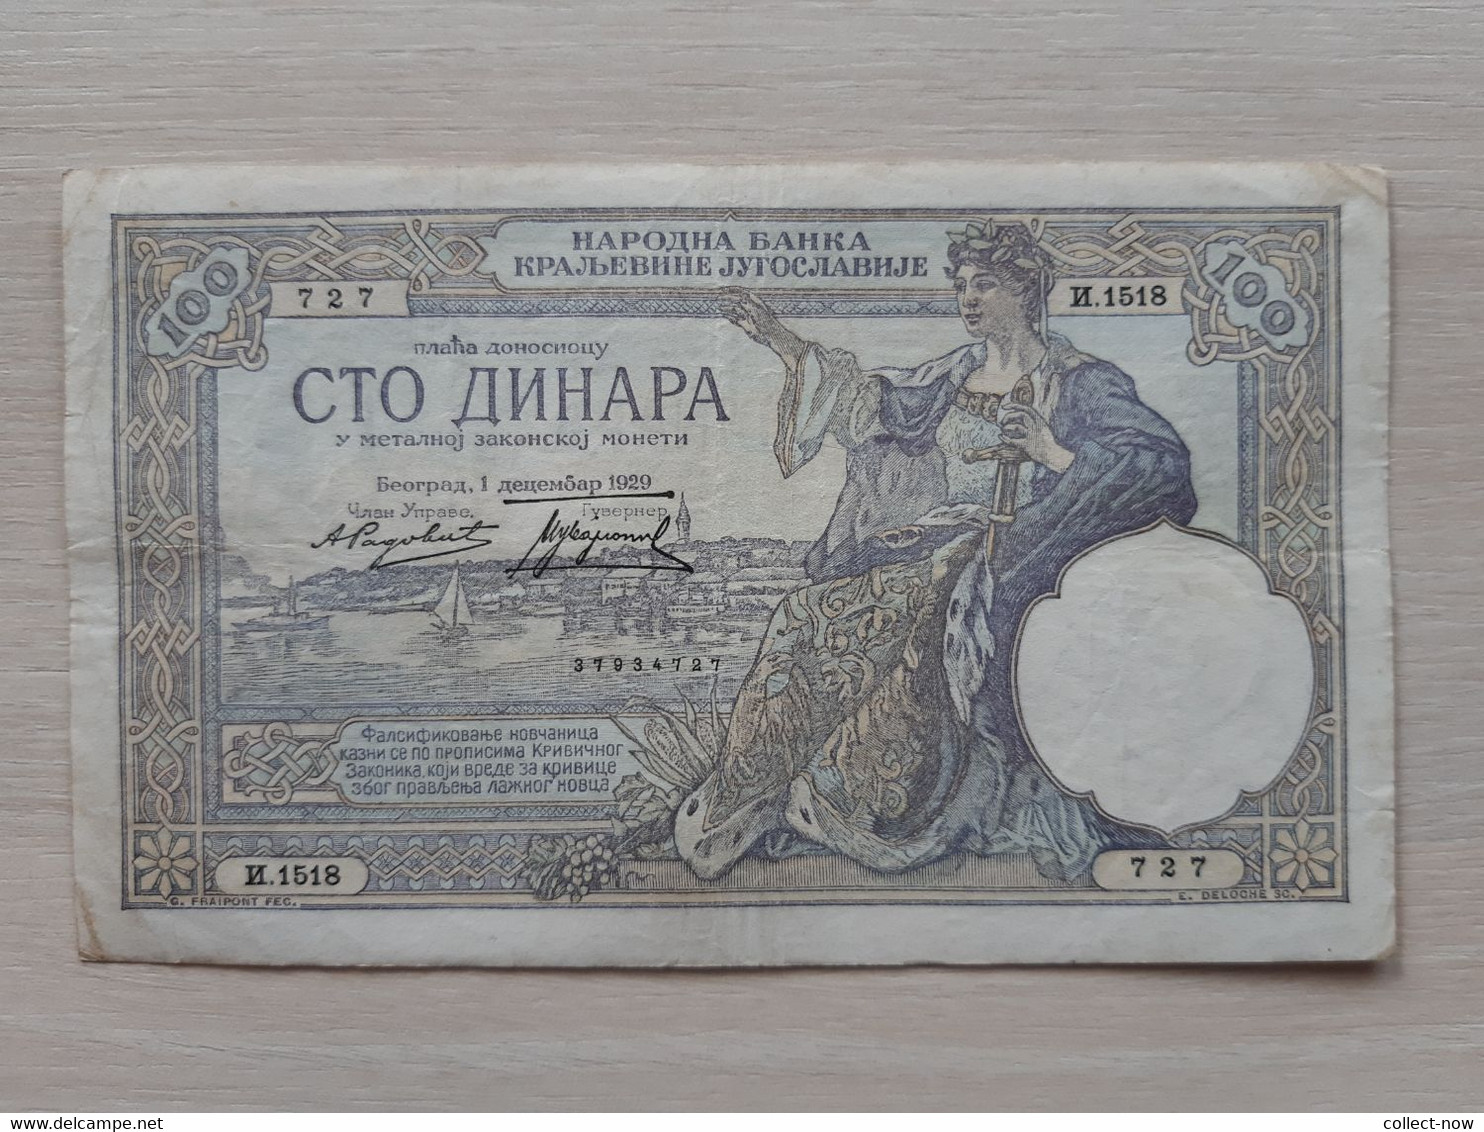 НАРОДНА БАНКА
КРАЉЕВИНЕ ЈУГОСЛАВИЈЕ
100
727
И.1518
100
плаћа доносиоцу
СТО ДИНАРА
у металној законској монети
Београд, 1 децембар 1929
Члан Управе, Гувернер,
А Радовић
37934727
Фалсификовање новчаница
казни се по прописима Кривичног
Законика, који вреде за кривице
због прављења лажног новца
И.1518
727
G. FRAIPONT FEC.
E. DELOCHE SC.
delcampe.net
collect-now